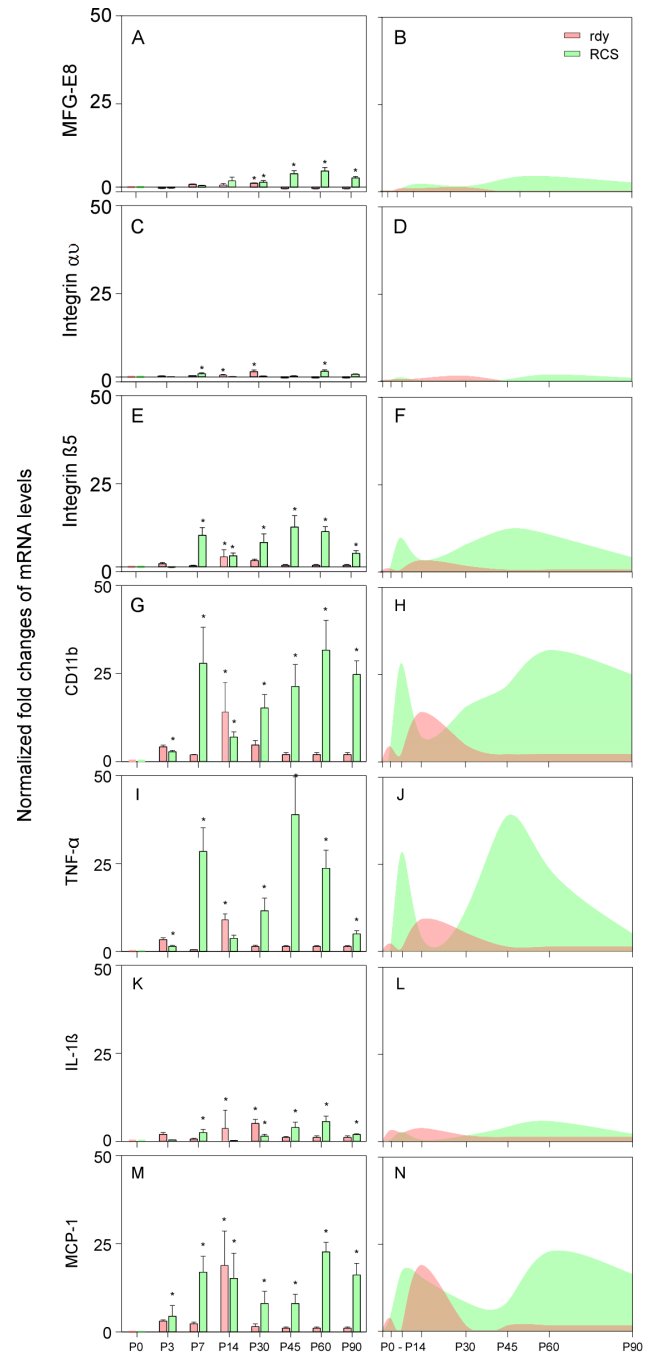 Normalized fold changes of mRNA levels
MFG-E8
50
25
0
A
* * * * *
B
rdy
RCS
Integrin αυ
50
25
0
C
* * * *
D
Integrin ß5
50
25
0
E
* * * * * * *
F
CD11b
50
25
0
G
* * * * * * * *
H
TNF-α
50
25
0
I
* * * * * * *
J
IL-1ß
50
25
0
K
* * * * * * *
L
MCP-1
50
25
0
M
* * * * * * * *
N
P0 P3 P7 P14 P30 P45 P60 P90
P0 - P14 P30 P45 P60 P90